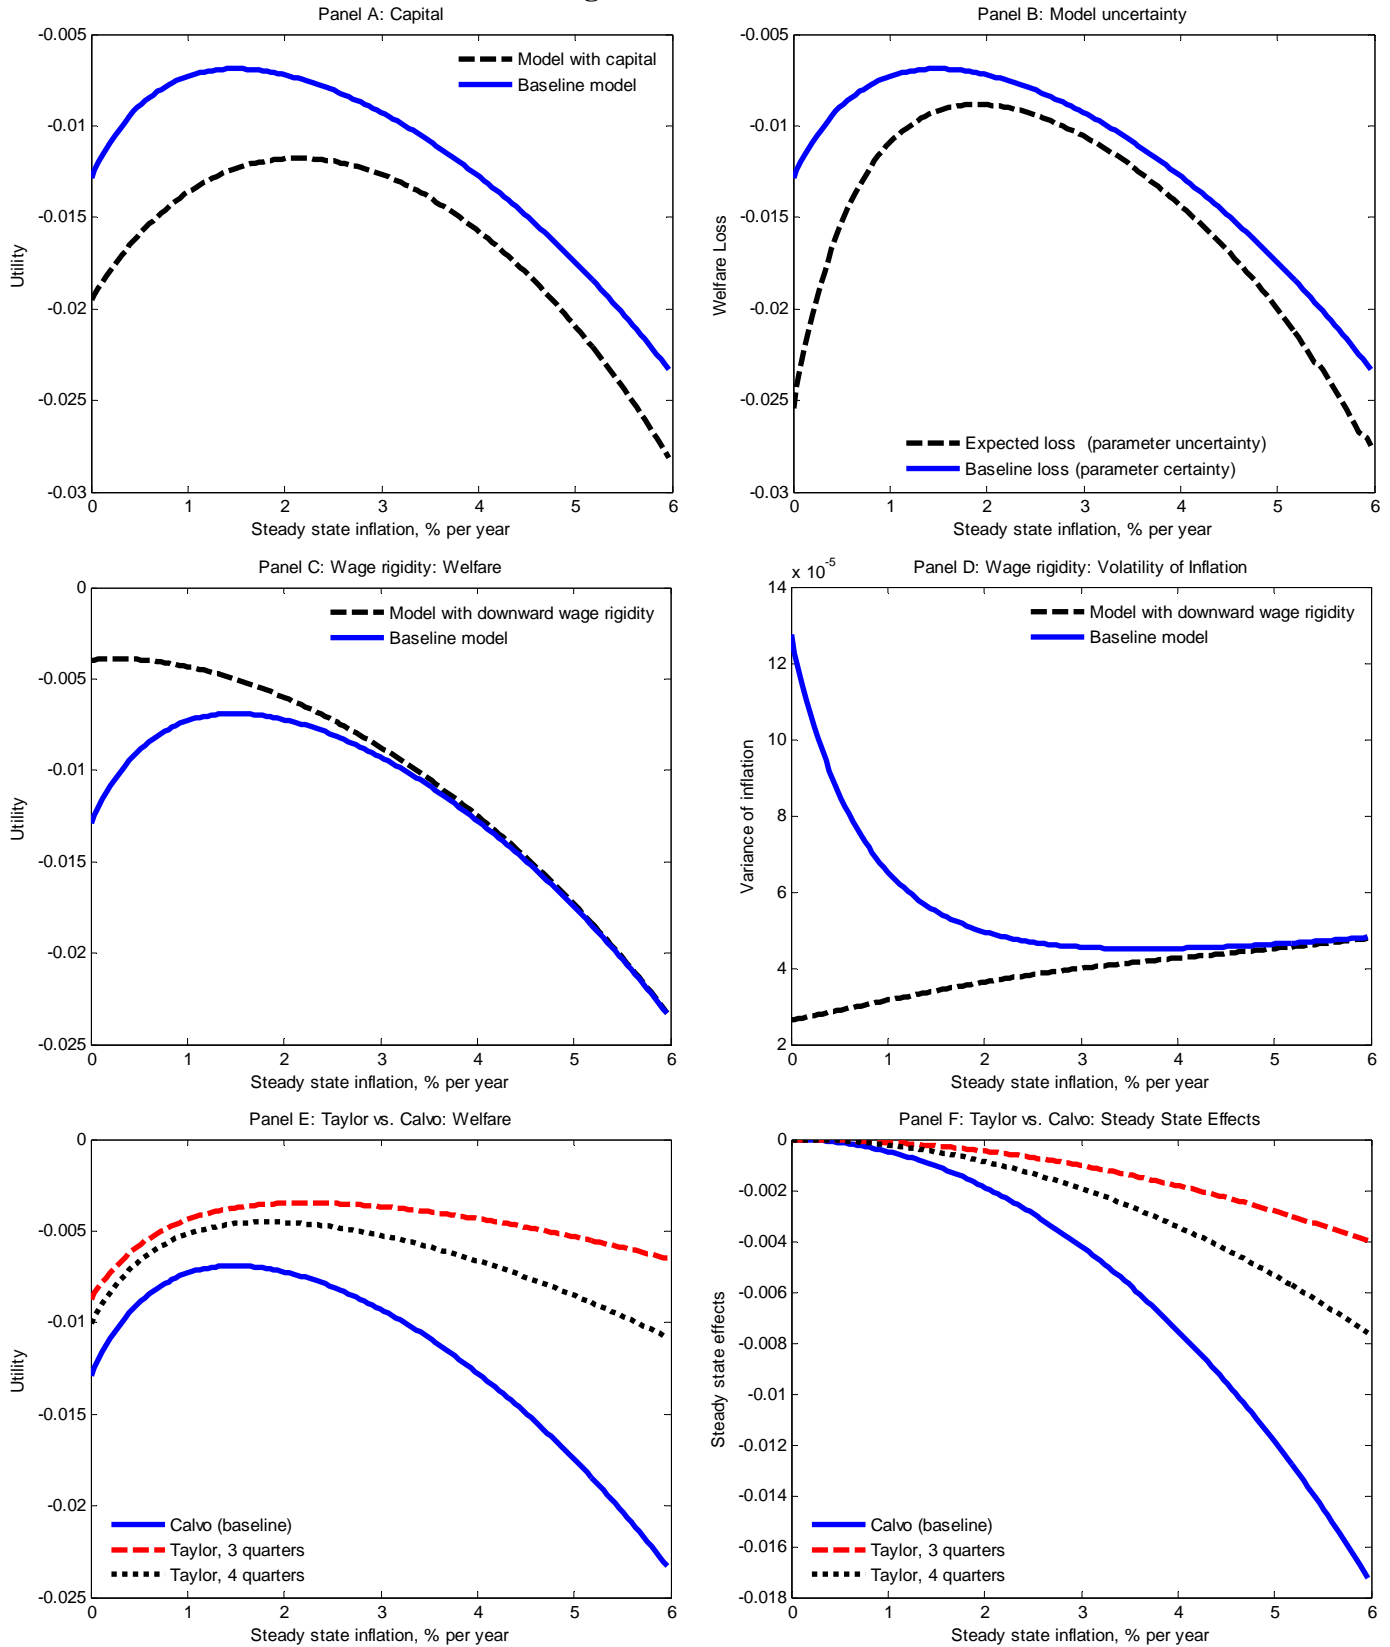 Panel A: Capital
-0.005
-0.01
-0.015
-0.02
-0.025
-0.03
0 1 2 3 4 5 6
Utility
Steady state inflation, % per year
Model with capital
Baseline model
Panel B: Model uncertainty
-0.005
-0.01
-0.015
-0.02
-0.025
-0.03
0 1 2 3 4 5 6
Welfare Loss
Steady state inflation, % per year
Expected loss (parameter uncertainty)
Baseline loss (parameter certainty)
Panel C: Wage rigidity: Welfare
0
-0.005
-0.01
-0.015
-0.02
-0.025
0 1 2 3 4 5 6
Utility
Steady state inflation, % per year
Model with downward wage rigidity
Baseline model
Panel D: Wage rigidity: Volatility of Inflation
x 10-5
14
12
10
8
6
4
2
0 1 2 3 4 5 6
Variance of inflation
Steady state inflation, % per year
Model with downward wage rigidity
Baseline model
Panel E: Taylor vs. Calvo: Welfare
0
-0.005
-0.01
-0.015
-0.02
-0.025
0 1 2 3 4 5 6
Utility
Steady state inflation, % per year
Calvo (baseline)
Taylor, 3 quarters
Taylor, 4 quarters
Panel F: Taylor vs. Calvo: Steady State Effects
0
-0.002
-0.004
-0.006
-0.008
-0.01
-0.012
-0.014
-0.016
-0.018
0 1 2 3 4 5 6
Steady state effects
Steady state inflation, % per year
Calvo (baseline)
Taylor, 3 quarters
Taylor, 4 quarters